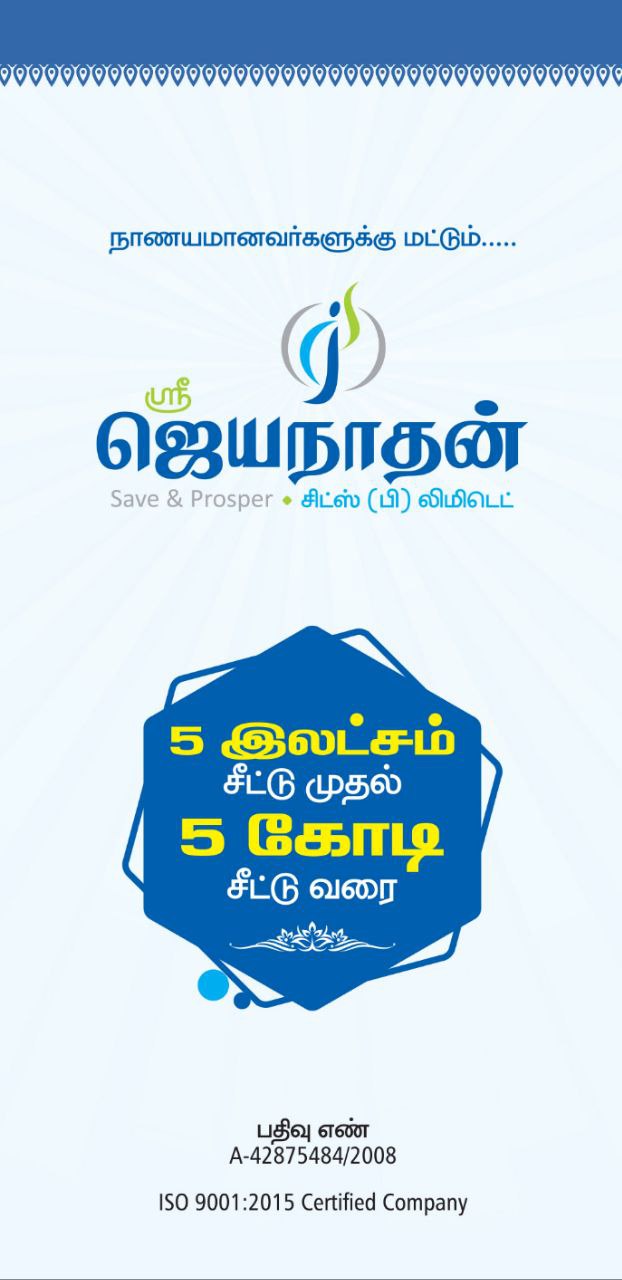 நாணயமானவர்களுக்கு மட்டும்.....
ஸ்ரீ
ஜெயநாதன்
Save & Prosper • சிட்ஸ் (பி) லிமிடெட்
5 இலட்சம்
சீட்டு முதல்
5 கோடி
சீட்டு வரை
பதிவு எண்
A-42875484/2008
ISO 9001:2015 Certified Company